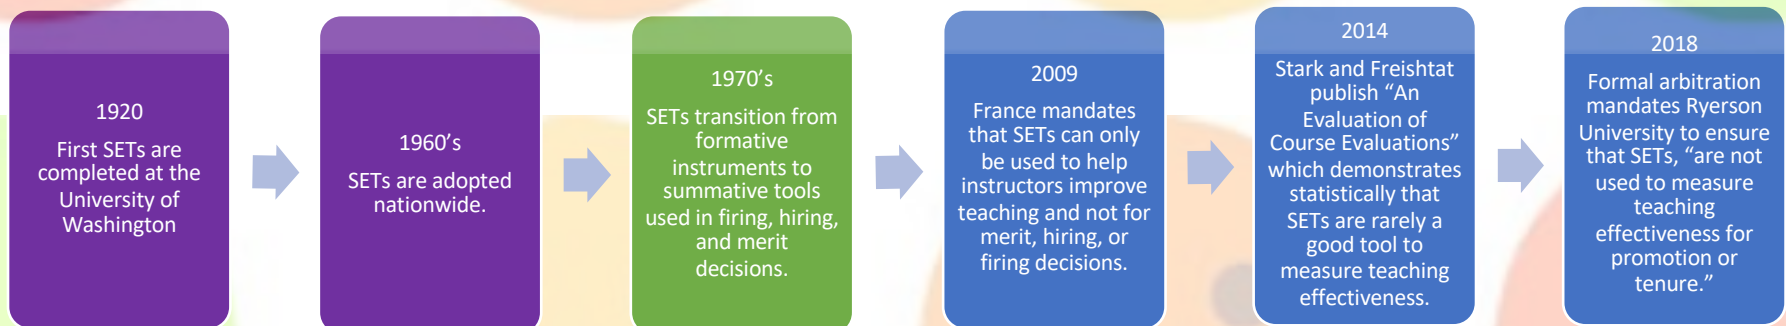 1920
First SETs are
completed at the
University of
Washington
1960’s
SETs are adopted
nationwide.
1970’s
SETs transition from
formative
instruments to
summative tools
used in firing, hiring,
and merit
decisions.
2009
France mandates
that SETs can only
be used to help
instructors improve
teaching and not for
merit, hiring, or
firing decisions.
2014
Stark and Freishtat
publish “An
Evaluation of
Course Evaluations”
which demonstrates
statistically that
SETs are rarely a
good tool to
measure teaching
effectiveness.
2018
Formal arbitration
mandates Ryerson
University to ensure
that SETs, “are not
used to measure
teaching
effectiveness for
promotion or
tenure.”